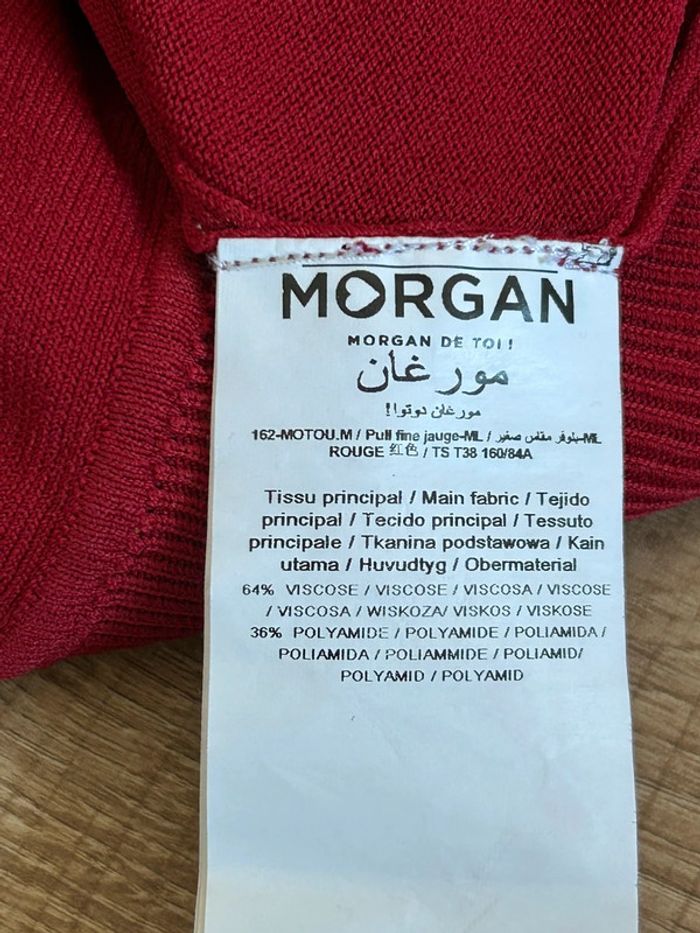 MORGAN
MORGAN DE TOI !
مورغان
مورغان دوتوا!
162-MOTOU.M / Pull fine jauge-ML / بلوفر مقاس صغير-ML
ROUGE 红色 / TS T38 160/84A
Tissu principal / Main fabric / Tejido
principal / Tecido principal / Tessuto
principale / Tkanina podstawowa / Kain
utama / Huvudtyg / Obermaterial
64% VISCOSE / VISCOSE / VISCOSA / VISCOSE
/ VISCOSA / WISKOZA/ VISKOS / VISKOSE
36% POLYAMIDE / POLYAMIDE / POLIAMIDA /
POLIAMIDA / POLIAMMIDE / POLIAMID/
POLYAMID / POLYAMID